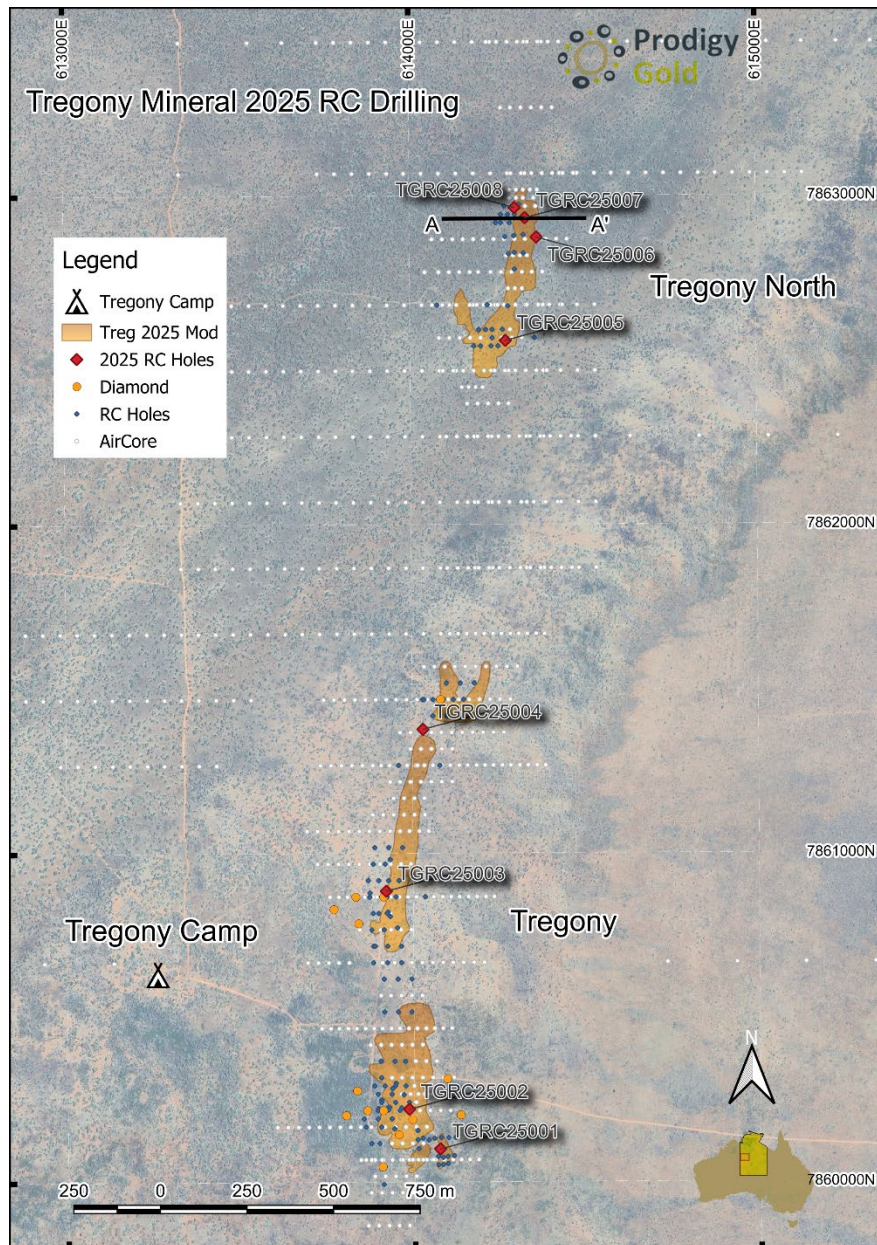 613000E
614000E
615000E
Prodigy
Gold
Tregony Mineral 2025 RC Drilling
TGRC25008
TGRC25007
7863000N
A
A'
TGRC25006
Legend
Tregony Camp
Treg 2025 Mod
2025 RC Holes
Diamond
RC Holes
AirCore
Tregony North
TGRC25005
7862000N
TGRC25004
7861000N
TGRC25003
Tregony Camp
Tregony
N
TGRC25002
TGRC25001
7860000N
250
0
250
500
750 m